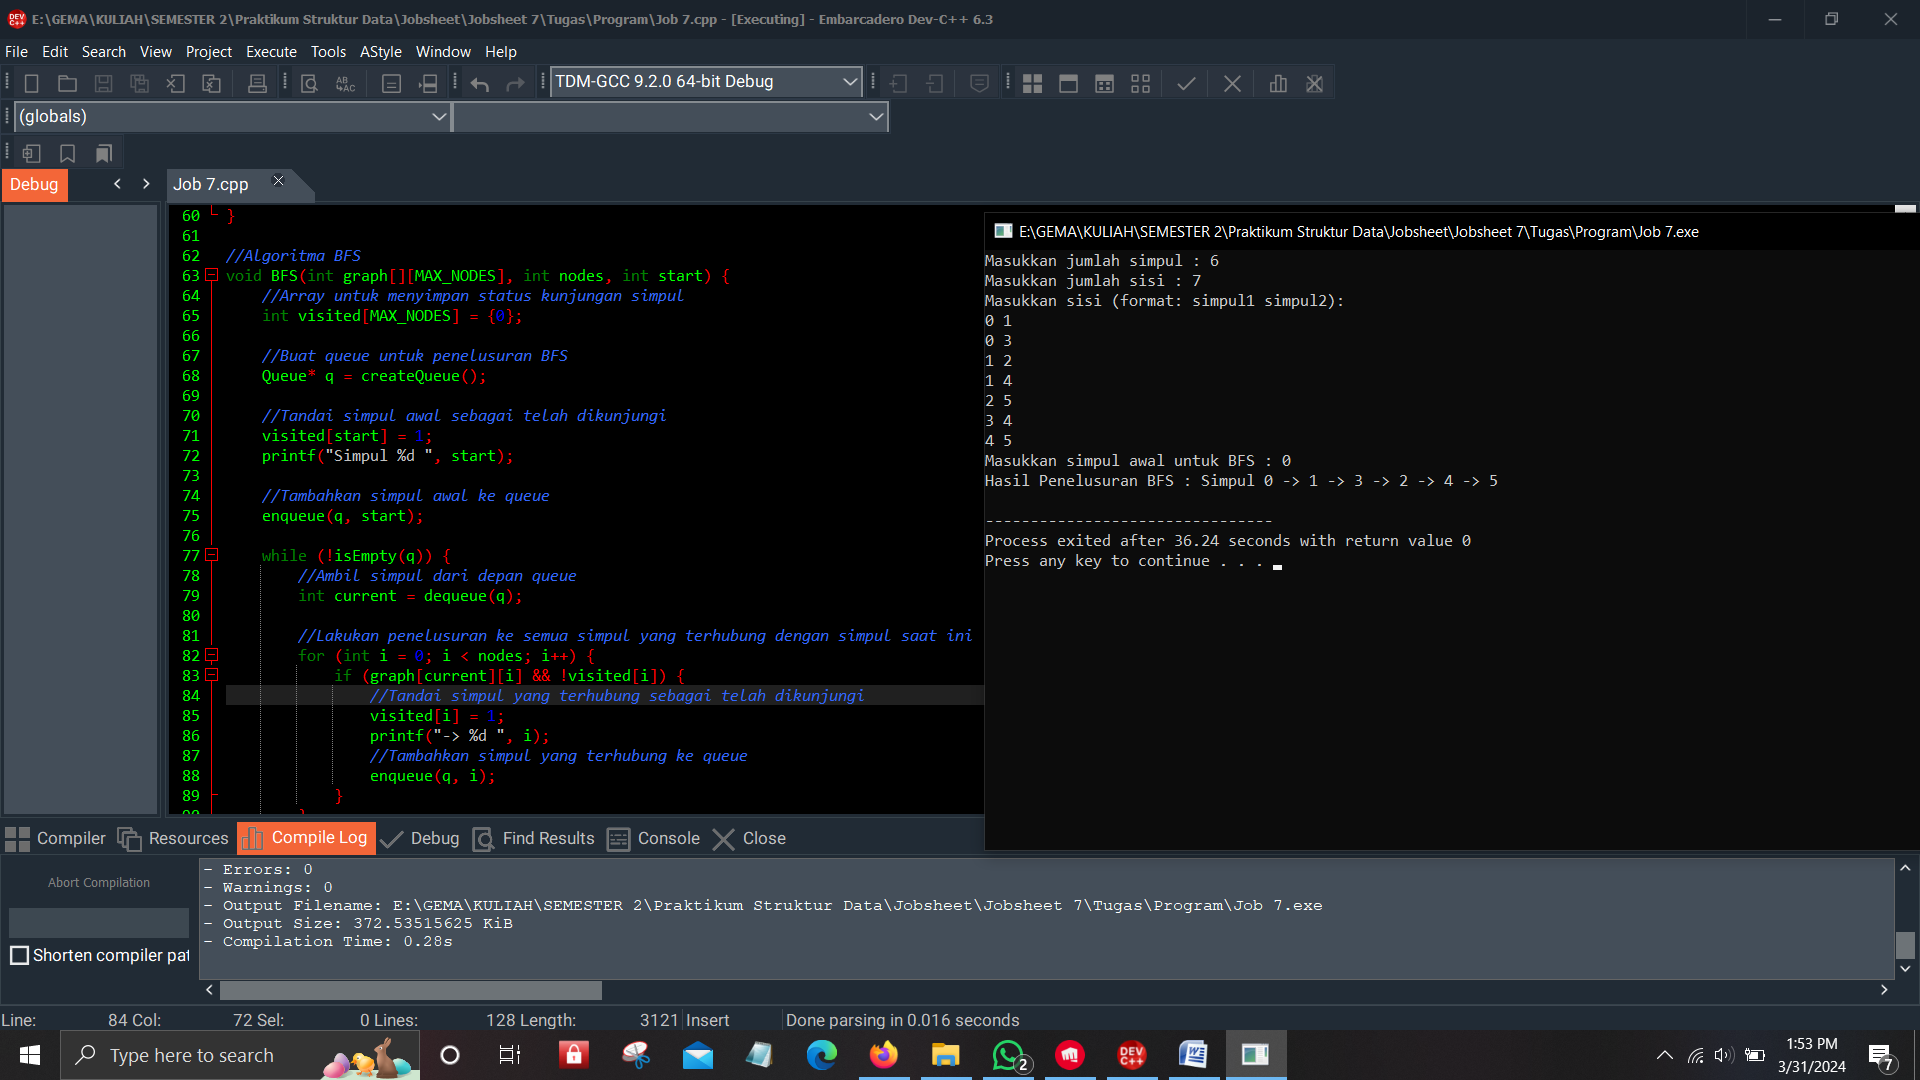 E:\GEMA\KULIAH\SEMESTER 2\Praktikum Struktur Data\Jobsheet\Jobsheet 7\Tugas\Program\Job 7.cpp - [Executing] - Embarcadero Dev-C++ 6.3
File Edit Search View Project Execute Tools AStyle Window Help
TDM-GCC 9.2.0 64-bit Debug
(globals)
Debug
Job 7.cpp
60 }
61
62 //Algoritma BFS
63 void BFS(int graph[][MAX_NODES], int nodes, int start) {
64 //Array untuk menyimpan status kunjungan simpul
65 int visited[MAX_NODES] = {0};
66
67 //Buat queue untuk penelusuran BFS
68 Queue* q = createQueue();
69
70 //Tandai simpul awal sebagai telah dikunjungi
71 visited[start] = 1;
72 printf("Simpul %d ", start);
73
74 //Tambahkan simpul awal ke queue
75 enqueue(q, start);
76
77 while (!isEmpty(q)) {
78 //Ambil simpul dari depan queue
79 int current = dequeue(q);
80
81 //Lakukan penelusuran ke semua simpul yang terhubung dengan simpul saat ini
82 for (int i = 0; i < nodes; i++) {
83 if (graph[current][i] && !visited[i]) {
84 //Tandai simpul yang terhubung sebagai telah dikunjungi
85 visited[i] = 1;
86 printf("-> %d ", i);
87 //Tambahkan simpul yang terhubung ke queue
88 enqueue(q, i);
89 }
E:\GEMA\KULIAH\SEMESTER 2\Praktikum Struktur Data\Jobsheet\Jobsheet 7\Tugas\Program\Job 7.exe
Masukkan jumlah simpul : 6
Masukkan jumlah sisi : 7
Masukkan sisi (format: simpul1 simpul2):
0 1
0 3
1 2
1 4
2 5
3 4
4 5
Masukkan simpul awal untuk BFS : 0
Hasil Penelusuran BFS : Simpul 0 -> 1 -> 3 -> 2 -> 4 -> 5
--------------------------------
Process exited after 36.24 seconds with return value 0
Press any key to continue . . .
Compiler Resources Compile Log Debug Find Results Console Close
Abort Compilation
Shorten compiler pat
- Errors: 0
- Warnings: 0
- Output Filename: E:\GEMA\KULIAH\SEMESTER 2\Praktikum Struktur Data\Jobsheet\Jobsheet 7\Tugas\Program\Job 7.exe
- Output Size: 372.53515625 KiB
- Compilation Time: 0.28s
Line: 84 Col: 72 Sel: 0 Lines: 128 Length: 3121 Insert Done parsing in 0.016 seconds
Type here to search
2
DEV C++
1:53 PM
3/31/2024
7